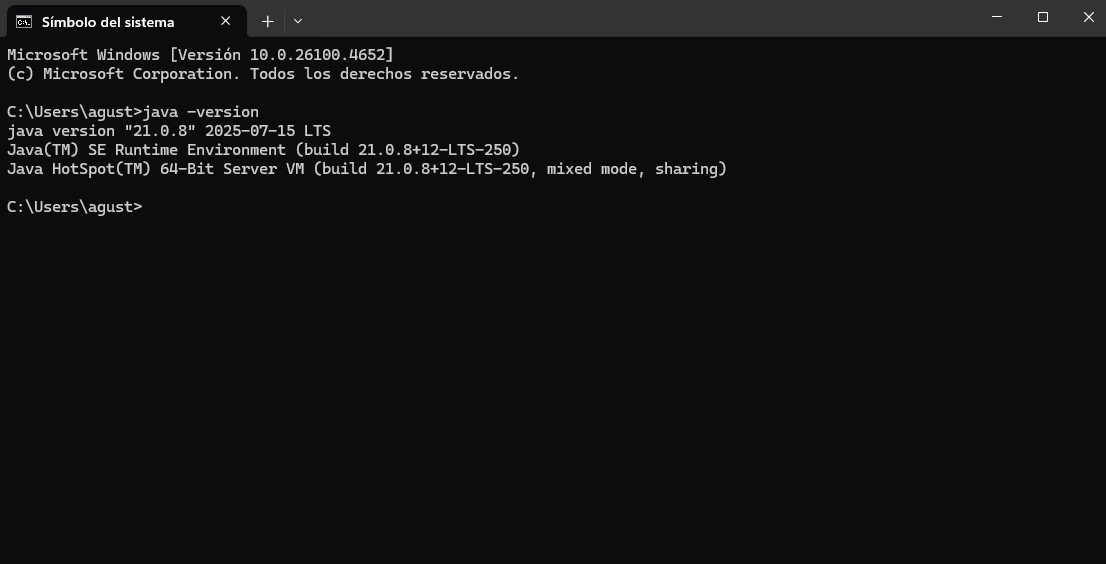 Símbolo del sistema
Microsoft Windows [Versión 10.0.26100.4652]
(c) Microsoft Corporation. Todos los derechos reservados.
C:\Users\agust>java -version
java version "21.0.8" 2025-07-15 LTS
Java(TM) SE Runtime Environment (build 21.0.8+12-LTS-250)
Java HotSpot(TM) 64-Bit Server VM (build 21.0.8+12-LTS-250, mixed mode, sharing)
C:\Users\agust>